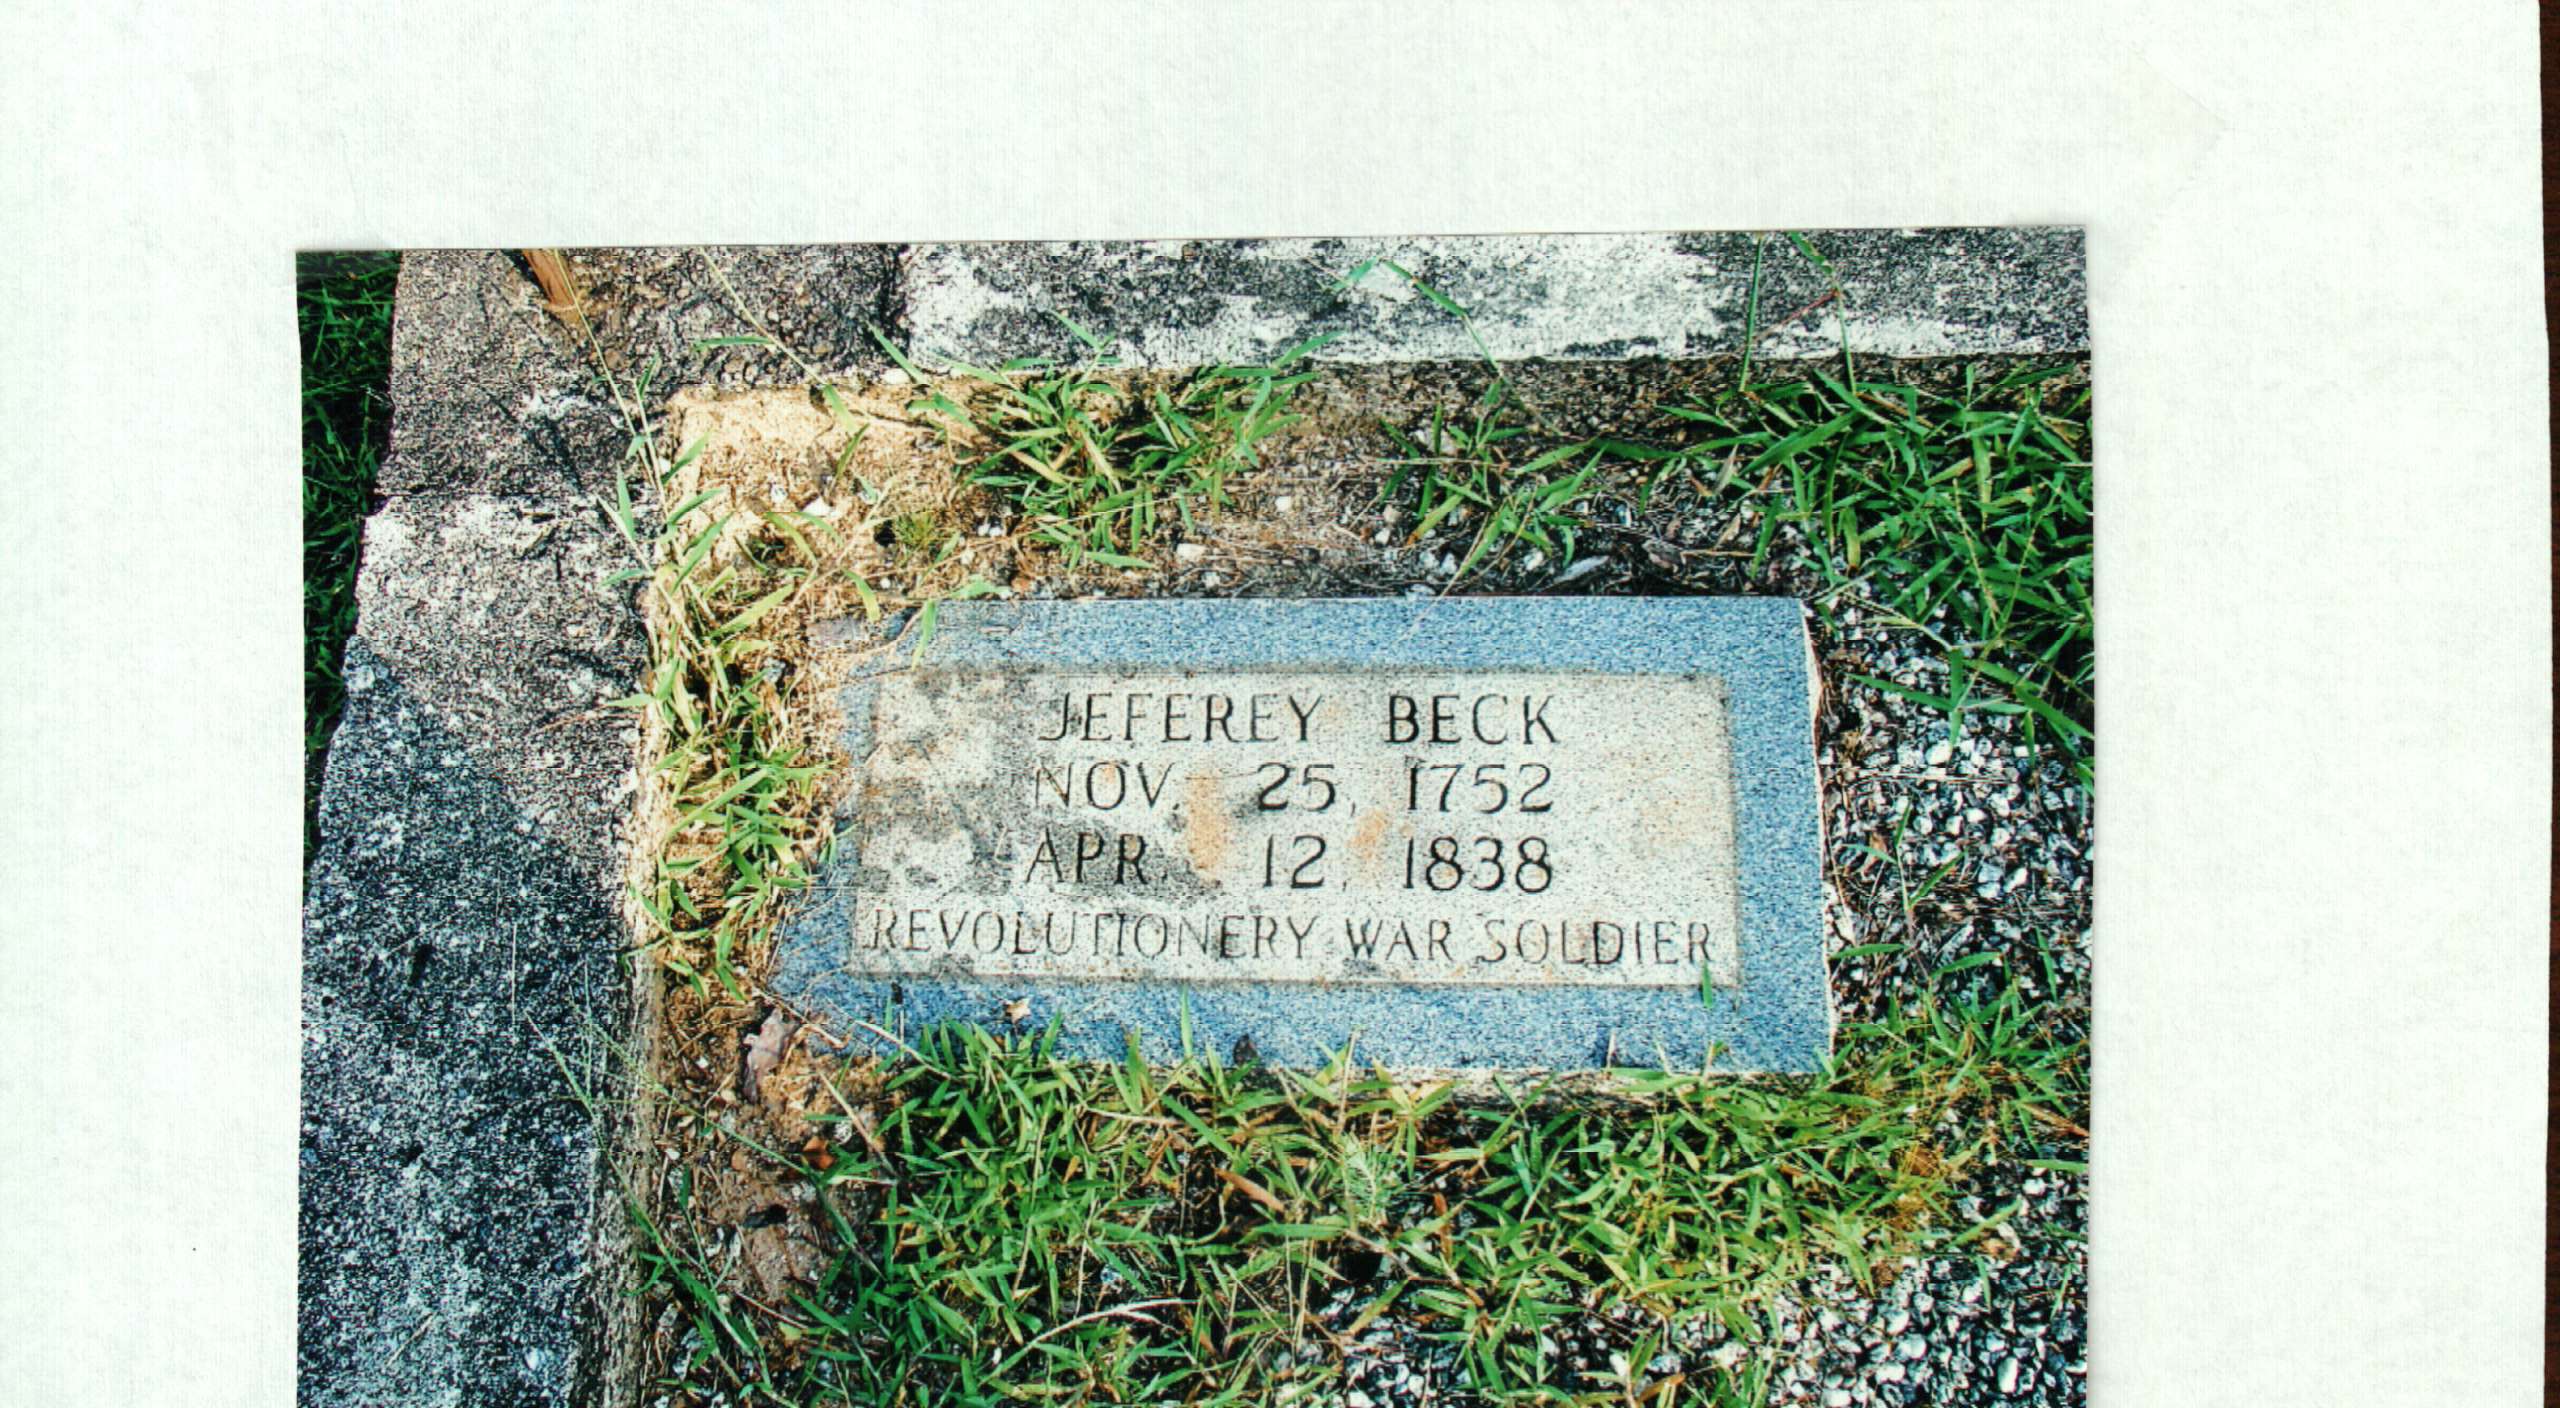 JEFEREY BECK
NOV. 25, 1752
APR. 12, 1838
REVOLUTIONERY WAR SOLDIER